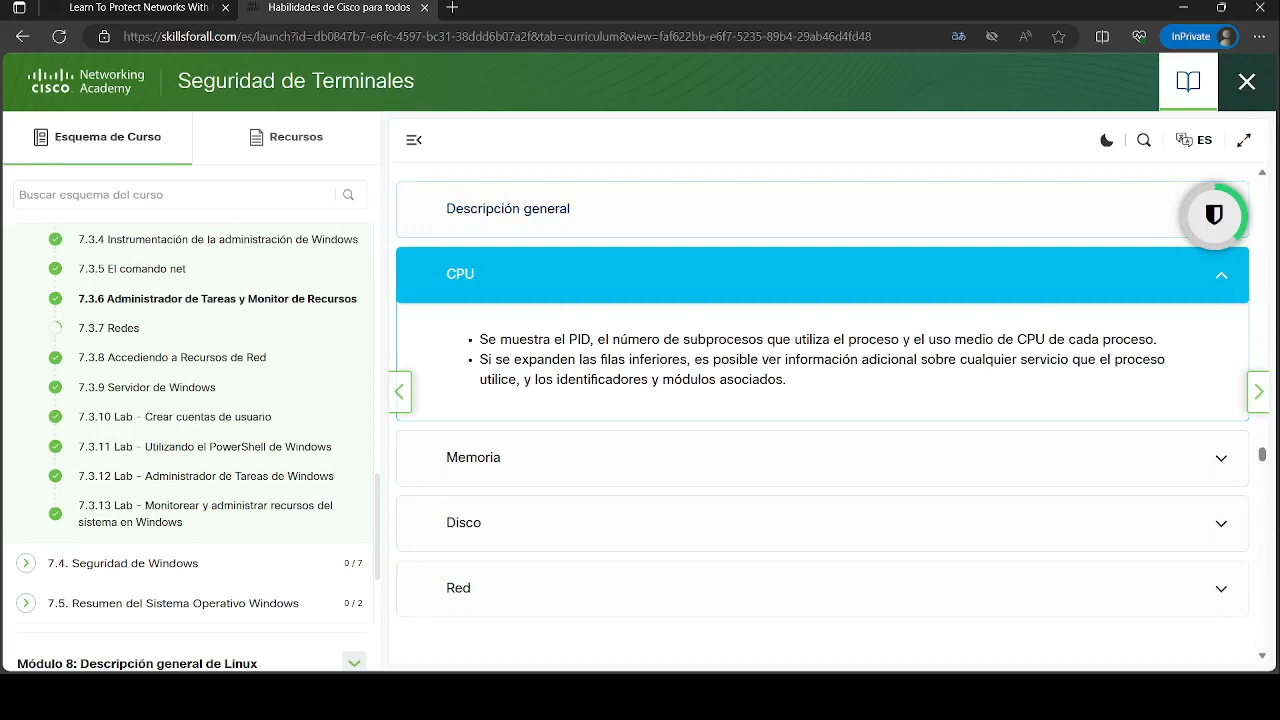 Learn To Protect Networks With
Habilidades de Cisco para todos
https://skillsforall.com/es/launch?id=db0847b7-e6fc-4597-bc31-38ddd6b07a2f&tab=curriculum&view=faf622bb-e6f7-5235-89b4-29ab46d4fd48
InPrivate
Networking
CISCO Academy
Seguridad de Terminales
Esquema de Curso
Recursos
ES
Buscar esquema del curso
7.3.4 Instrumentación de la administración de Windows
7.3.5 El comando net
7.3.6 Administrador de Tareas y Monitor de Recursos
7.3.7 Redes
7.3.8 Accediendo a Recursos de Red
7.3.9 Servidor de Windows
7.3.10 Lab - Crear cuentas de usuario
7.3.11 Lab - Utilizando el PowerShell de Windows
7.3.12 Lab - Administrador de Tareas de Windows
7.3.13 Lab - Monitorear y administrar recursos del
sistema en Windows
7.4. Seguridad de Windows 0 / 7
7.5. Resumen del Sistema Operativo Windows 0 / 2
Módulo 8: Descripción general de Linux
Descripción general
CPU
• Se muestra el PID, el número de subprocesos que utiliza el proceso y el uso medio de CPU de cada proceso.
• Si se expanden las filas inferiores, es posible ver información adicional sobre cualquier servicio que el proceso
utilice, y los identificadores y módulos asociados.
Memoria
Disco
Red